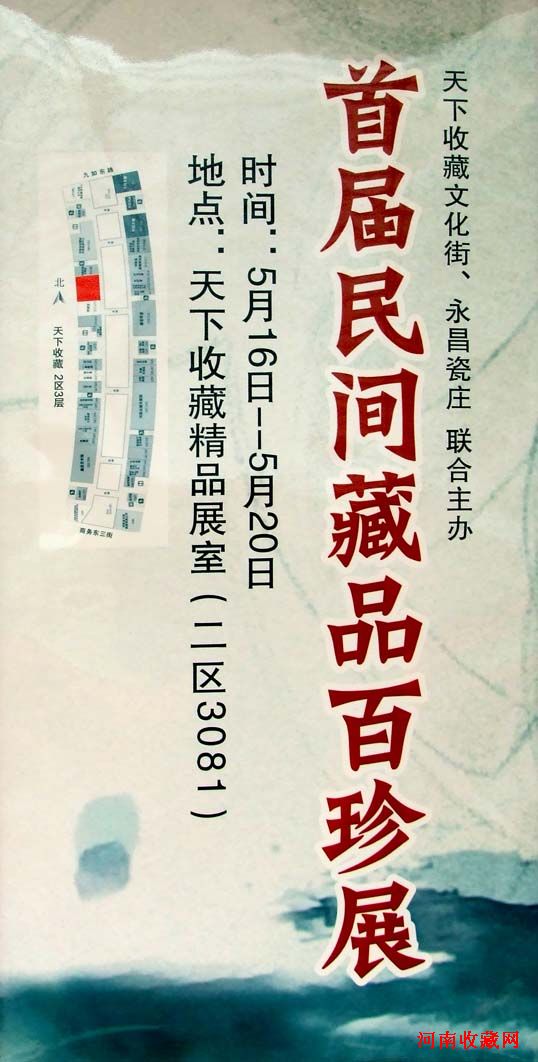 天下收藏文化街、永昌瓷庄 联合主办
首届民间藏品百珍展
时间：5月16日--5月20日
地点：天下收藏精品展室(二区3081)
九如东路
北
天下收藏 2区3层
商务东三街
河南收藏网